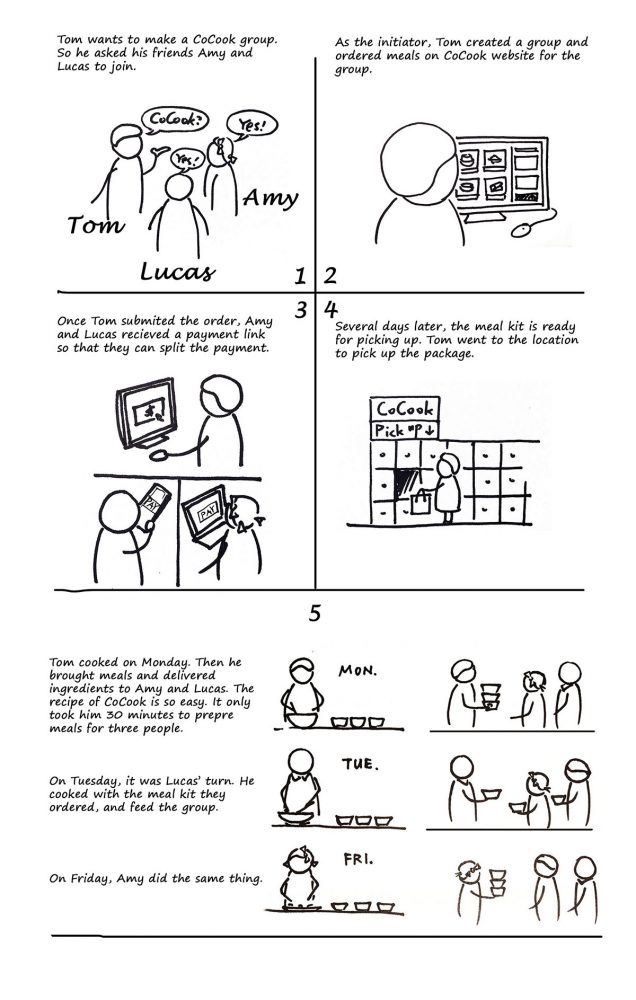 Tom wants to make a CoCook group.
So he asked his friends Amy and
Lucas to join.
CoCook?
Yes!
Yes!
Tom
Amy
Lucas
1
As the initiator, Tom created a group and
ordered meals on CoCook website for the
group.
2
3
Once Tom submited the order, Amy
and Lucas recieved a payment link
so that they can split the payment.
$
PAY
PAY
4
Several days later, the meal kit is ready
for picking up. Tom went to the location
to pick up the package.
CoCook
Pick up ↓
5
Tom cooked on Monday. Then he
brought meals and delivered
ingredients to Amy and Lucas. The
recipe of CoCook is so easy. It only
took him 30 minutes to prepre
meals for three people.
MON.
On Tuesday, it was Lucas' turn. He
cooked with the meal kit they
ordered, and feed the group.
TUE.
On Friday, Amy did the same thing.
FRI.